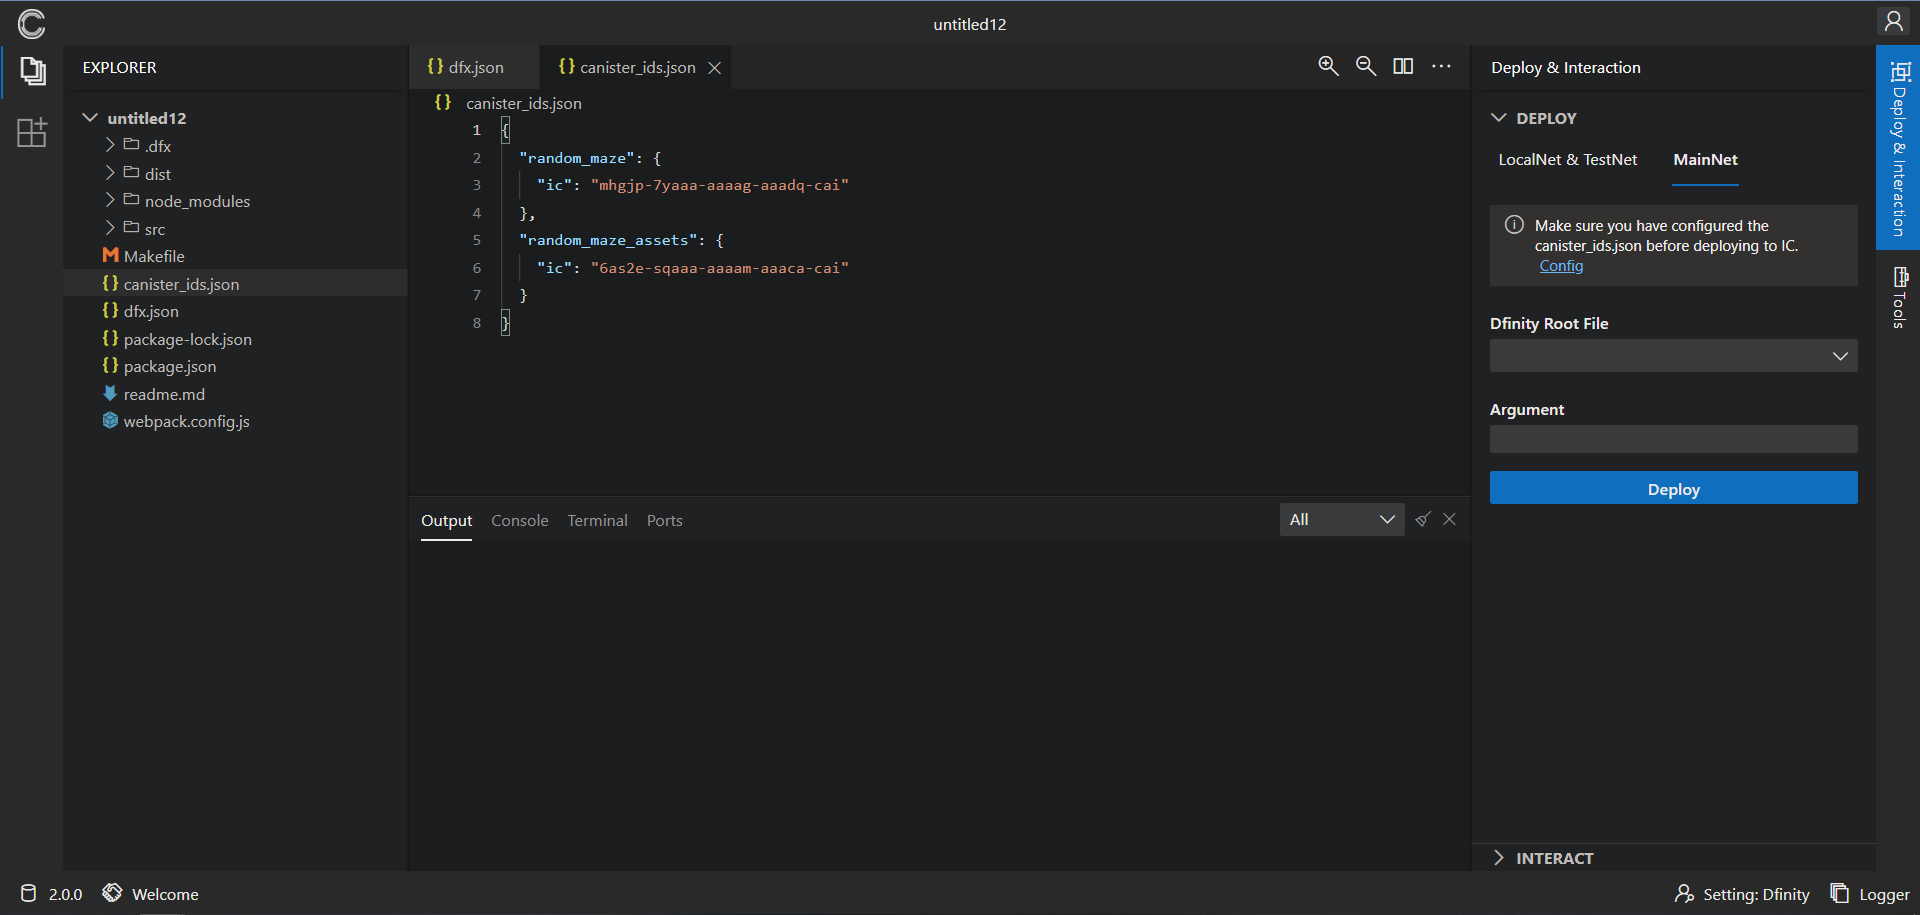 untitled12
EXPLORER
untitled12
.dfx
dist
node_modules
src
Makefile
canister_ids.json
dfx.json
package-lock.json
package.json
readme.md
webpack.config.js
dfx.json
canister_ids.json
canister_ids.json
1 {
2 "random_maze": {
3 "ic": "mhgjp-7yaaa-aaaag-aaadq-cai"
4 },
5 "random_maze_assets": {
6 "ic": "6as2e-sqaaa-aaaam-aaaca-cai"
7 }
8 }
Output Console Terminal Ports
All
Deploy & Interaction
DEPLOY
LocalNet & TestNet MainNet
Make sure you have configured the
canister_ids.json before deploying to IC.
Config
Dfinity Root File
Argument
Deploy
INTERACT
Deploy & Interaction
Tools
2.0.0 Welcome
Setting: Dfinity Logger